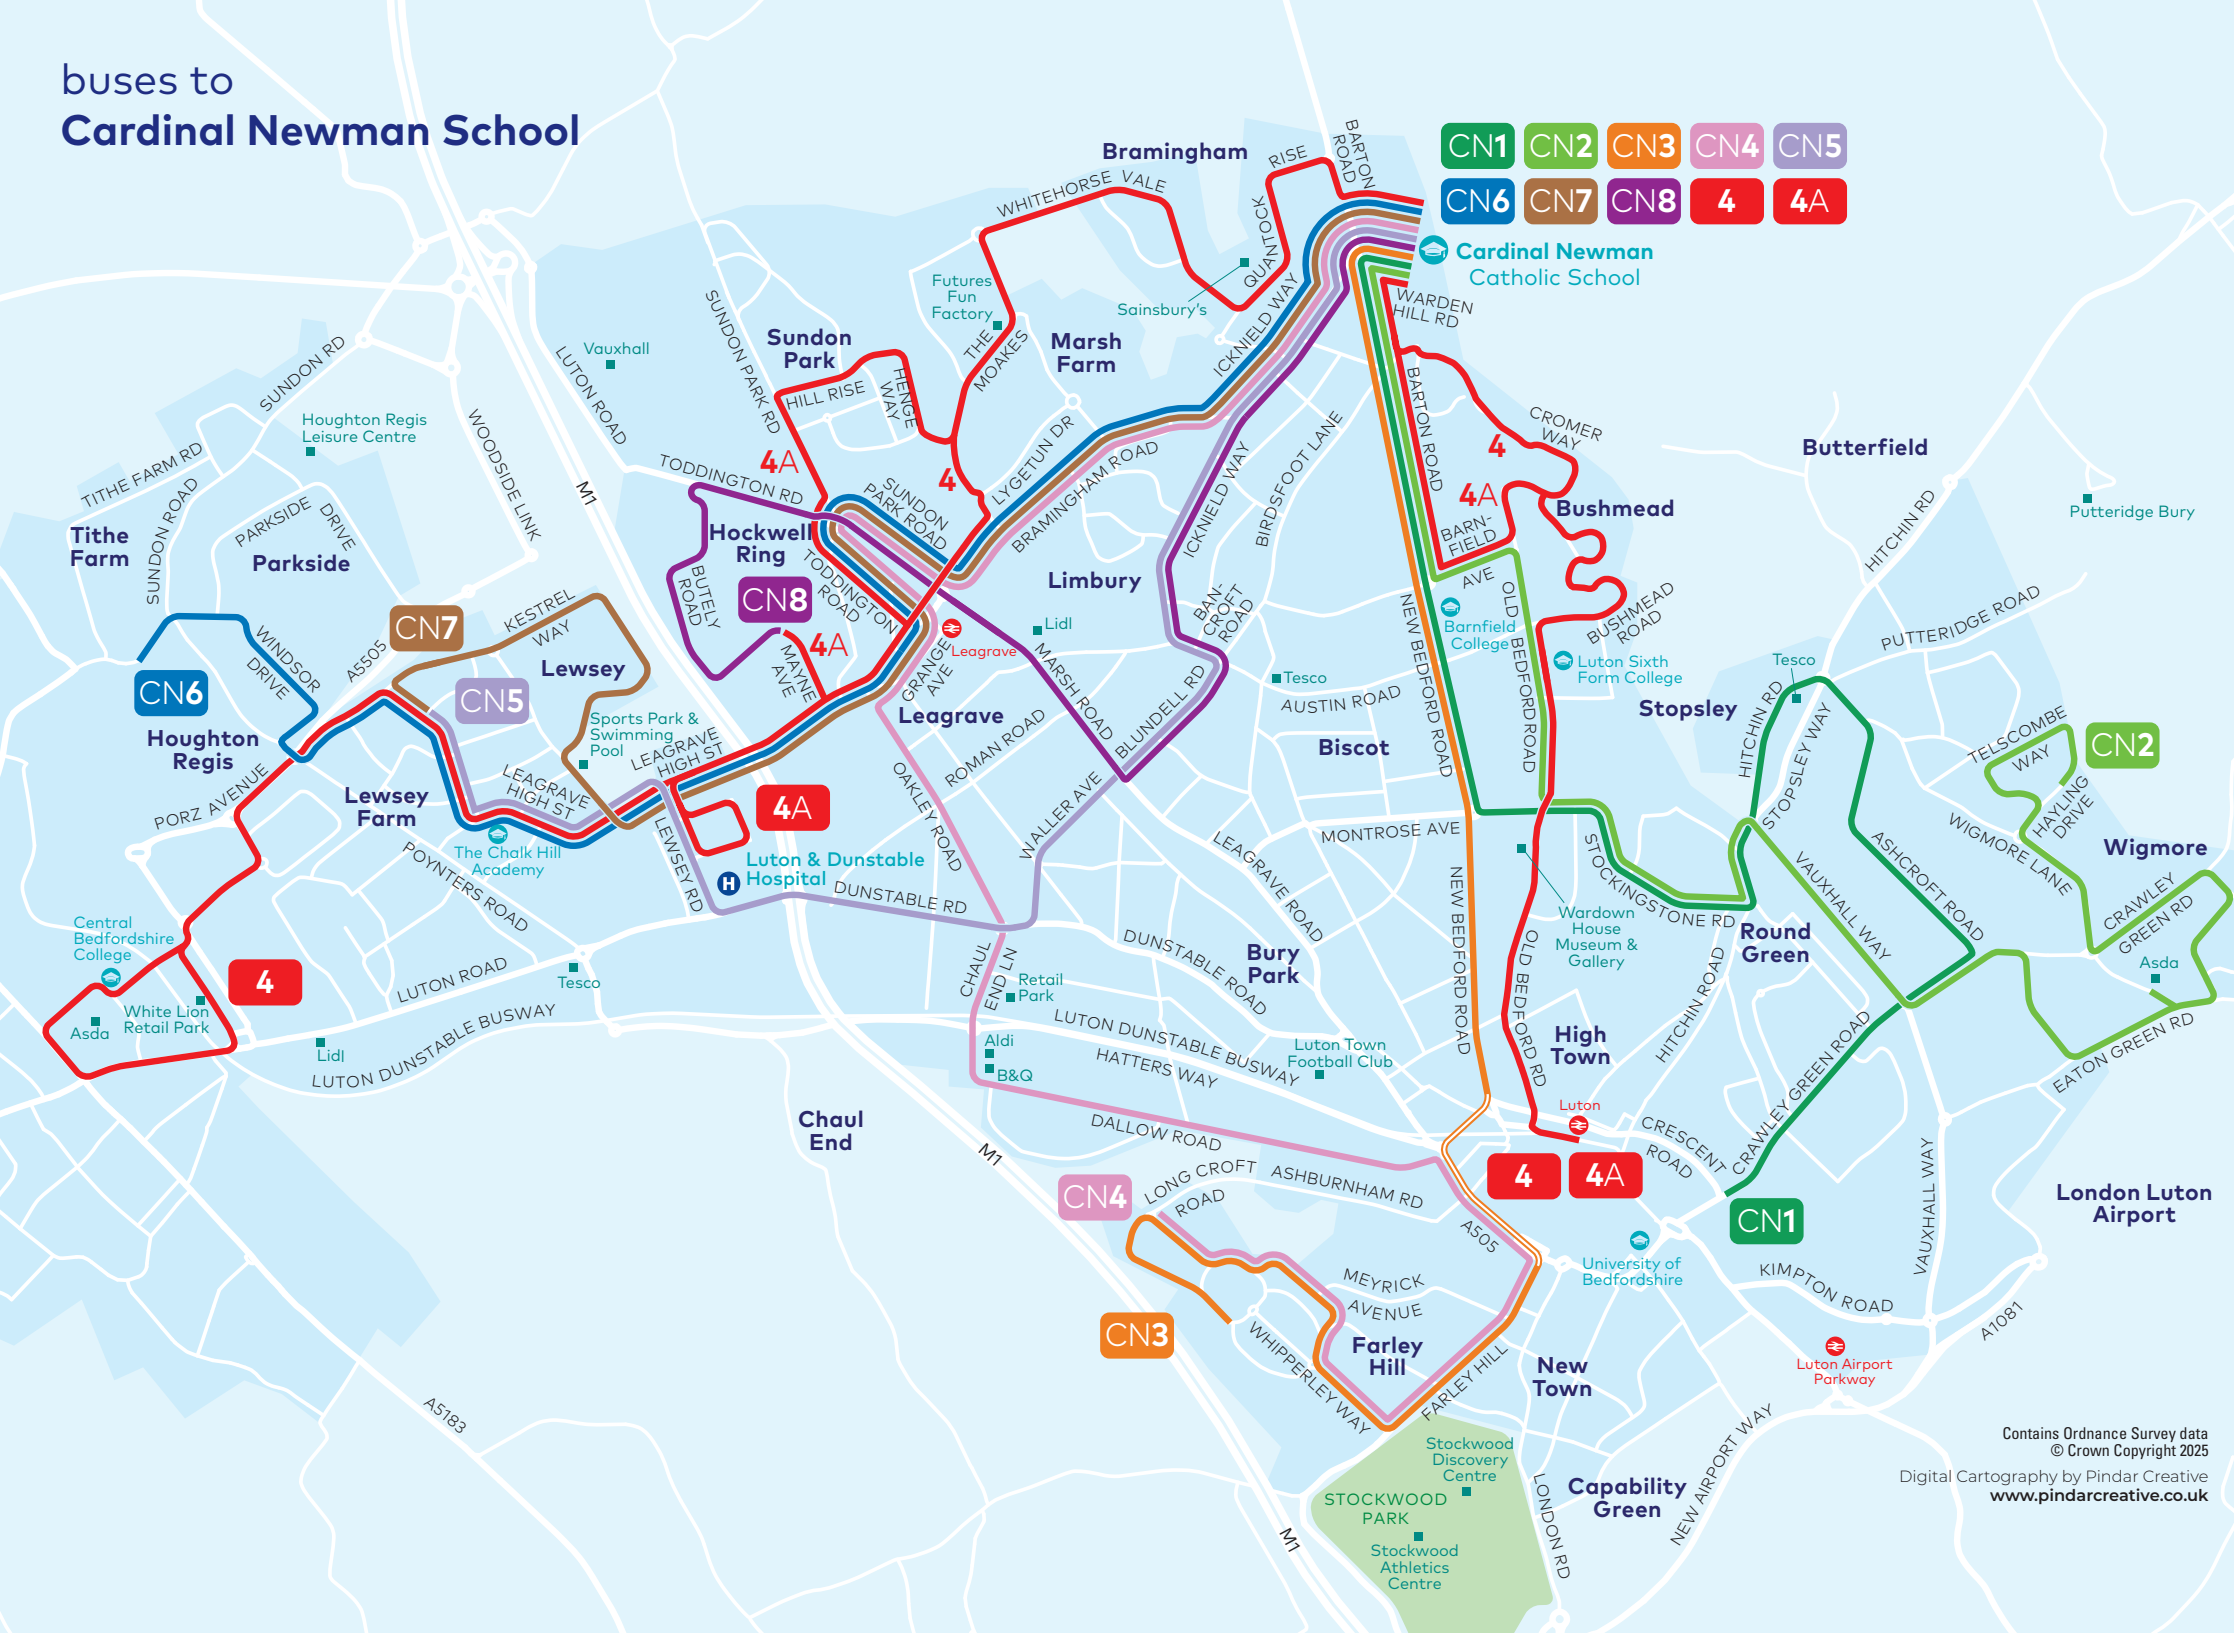 buses to
Cardinal Newman School
CN1 CN2 CN3 CN4 CN5
CN6 CN7 CN8 4 4A
Cardinal Newman
Catholic School
BARTON
ROAD
Bramingham
RISE
WHITEHORSE VALE
QUANTOCK
Sainsbury's
WARDEN
HILL RD
ICKNIELD WAY
Futures
Fun
Factory
THE
MOAKES
Marsh
Farm
Sundon
Park
SUNDON PARK RD
HILL RISE
HENGE
WAY
Vauxhall
LUTON ROAD
SUNDON RD
Houghton Regis
Leisure Centre
WOODSIDE LINK
M1
TITHE FARM RD
SUNDON ROAD
PARKSIDE
DRIVE
Tithe
Farm
Parkside
TODDINGTON RD
4A
4
SUNDON
PARK ROAD
LYGETUN DR
BRAMINGHAM ROAD
ICKNIELD WAY
BIRDSFOOT LANE
BARTON ROAD
CROMER
WAY
4
4A
Bushmead
BARN-
FIELD
AVE
Butterfield
HITCHIN RD
Putteridge Bury
PUTTERIDGE ROAD
Hockwell
Ring
BUTELY
ROAD
CN8
TODDINGTON
ROAD
4A
MAYNE
AVE
Leagrave
GRANGE
AVE
Leagrave
Limbury
Lidl
MARSH ROAD
BAN-
CROFT
ROAD
BLUNDELL RD
Tesco
AUSTIN ROAD
Biscot
NEW BEDFORD ROAD
Barnfield
College
OLD BEDFORD ROAD
BUSHMEAD
ROAD
Luton Sixth
Form College
Stopsley
Tesco
HITCHIN RD
STOPSLEY WAY
TELSCOMBE
WAY
CN2
HAYLING
DRIVE
WIGMORE LANE
Wigmore
CRAWLEY
GREEN RD
Asda
EATON GREEN RD
CN7
KESTREL
WAY
Lewsey
A5505
CN5
CN6
WINDSOR
DRIVE
Houghton
Regis
PORZ AVENUE
Lewsey
Farm
LEAGRAVE
HIGH ST
The Chalk Hill
Academy
POYNTERS ROAD
Sports Park &
Swimming
Pool
LEAGRAVE
HIGH ST
LEWSEY RD
4A
Luton & Dunstable
Hospital
H
DUNSTABLE RD
OAKLEY ROAD
ROMAN ROAD
WALLER AVE
LEAGRAVE ROAD
MONTROSE AVE
STOCKINGSTONE RD
VAUXHALL WAY
ASHCROFT ROAD
Wardown
House
Museum &
Gallery
Round
Green
Central
Bedfordshire
College
4
White Lion
Retail Park
Asda
Lidl
LUTON ROAD
Tesco
LUTON DUNSTABLE BUSWAY
CHAUL
END LN
Retail
Park
Aldi
B&Q
DUNSTABLE ROAD
Bury
Park
LUTON DUNSTABLE BUSWAY
HATTERS WAY
Luton Town
Football Club
NEW BEDFORD ROAD
OLD BEDFORD RD
High
Town
HITCHIN ROAD
Luton
CRESCENT
ROAD
CRAWLEY GREEN ROAD
4 4A
CN1
Chaul
End
M1
DALLOW ROAD
CN4
LONG CROFT
ROAD
ASHBURNHAM RD
A505
CN3
MEYRICK
AVENUE
WHIPPERLEY WAY
Farley
Hill
FARLEY HILL
New
Town
University of
Bedfordshire
KIMPTON ROAD
VAUXHALL WAY
London Luton
Airport
A1081
Luton Airport
Parkway
NEW AIRPORT WAY
Capability
Green
LONDON RD
A5183
M1
Stockwood
Discovery
Centre
STOCKWOOD
PARK
Stockwood
Athletics
Centre
Contains Ordnance Survey data
© Crown Copyright 2025
Digital Cartography by Pindar Creative
www.pindarcreative.co.uk